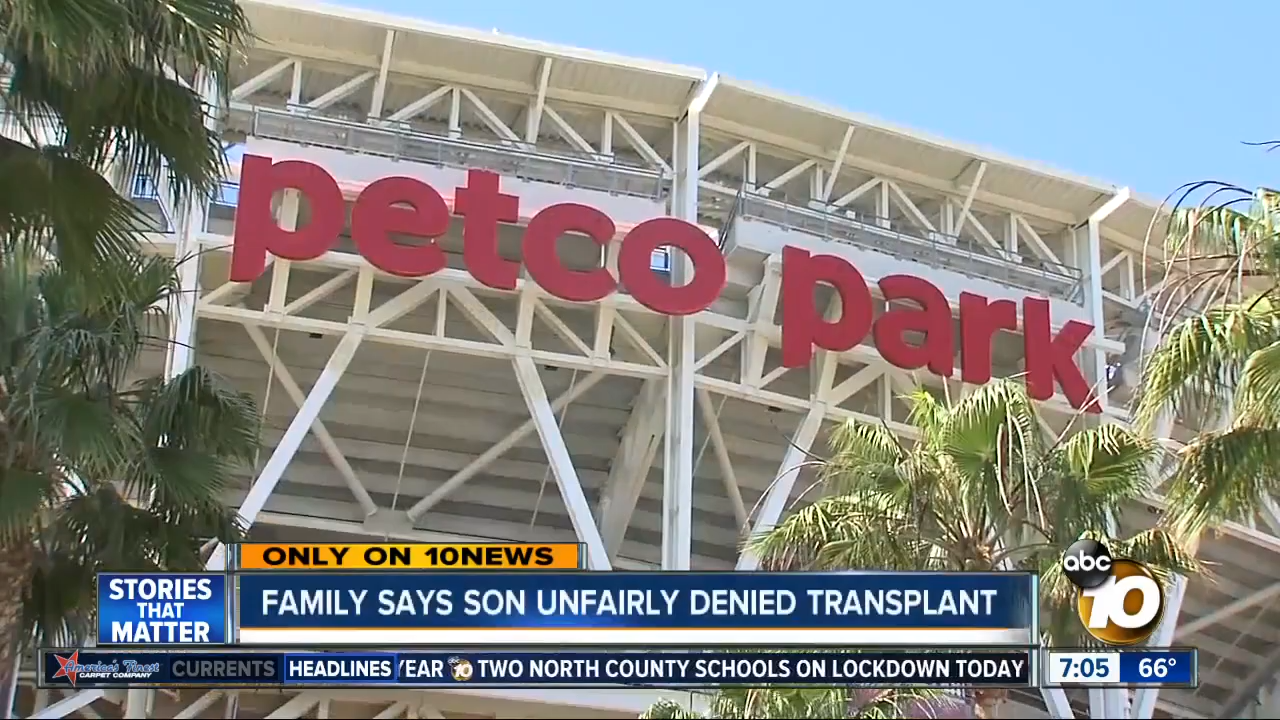 petco park
ONLY ON 10NEWS
STORIES
THAT
MATTER
FAMILY SAYS SON UNFAIRLY DENIED TRANSPLANT
abc
10
America's Finest
CARPET COMPANY
CURRENTS
HEADLINES
YEAR 10 TWO NORTH COUNTY SCHOOLS ON LOCKDOWN TODAY
7:05
66°